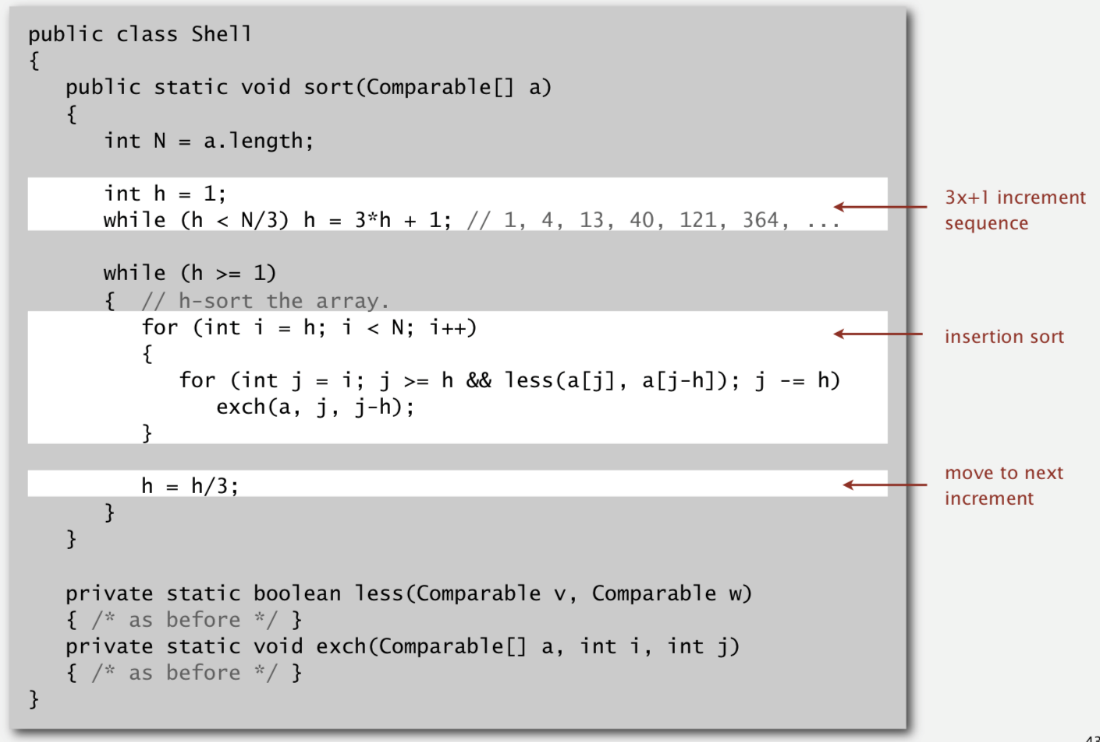 public class Shell
{
   public static void sort(Comparable[] a)
   {
      int N = a.length;

      int h = 1;
      while (h < N/3) h = 3*h + 1; // 1, 4, 13, 40, 121, 364, ...

      while (h >= 1)
      {  // h-sort the array.
         for (int i = h; i < N; i++)
         {
            for (int j = i; j >= h && less(a[j], a[j-h]); j -= h)
               exch(a, j, j-h);
         }

         h = h/3;
      }
   }

   private static boolean less(Comparable v, Comparable w)
   { /* as before */ }
   private static void exch(Comparable[] a, int i, int j)
   { /* as before */ }
}
3x+1 increment
sequence
insertion sort
move to next
increment
43